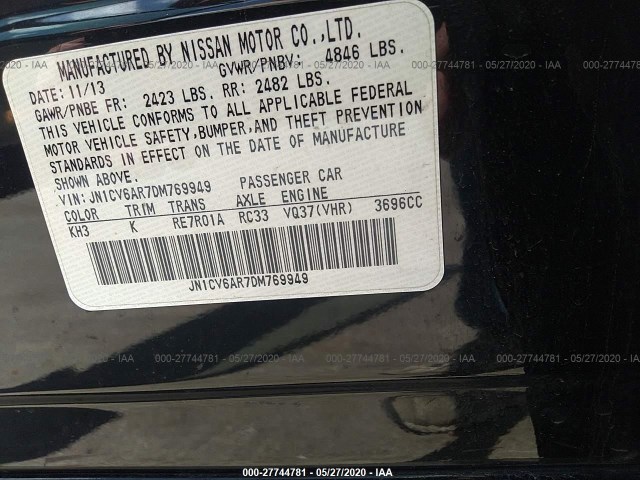 MANUFACTURED BY NISSAN MOTOR CO.,LTD.
DATE: 11/13 GVWR/PNBV: 4846 LBS.
GAWR/PNBE FR: 2423 LBS. RR: 2482 LBS.
THIS VEHICLE CONFORMS TO ALL APPLICABLE FEDERAL
MOTOR VEHICLE SAFETY,BUMPER,AND THEFT PREVENTION
STANDARDS IN EFFECT ON THE DATE OF MANUFACTURE
SHOWN ABOVE.
VIN: JN1CV6AR7DM769949 PASSENGER CAR
COLOR TRIM TRANS AXLE ENGINE
KH3 K RE7R01A RC33 VQ37(VHR) 3696CC
JN1CV6AR7DM769949
000-27744781 - 05/27/2020 - IAA
000-27744781 - 05/27/2020 - IAA
000-27744781 - 05/27/2020 - IAA